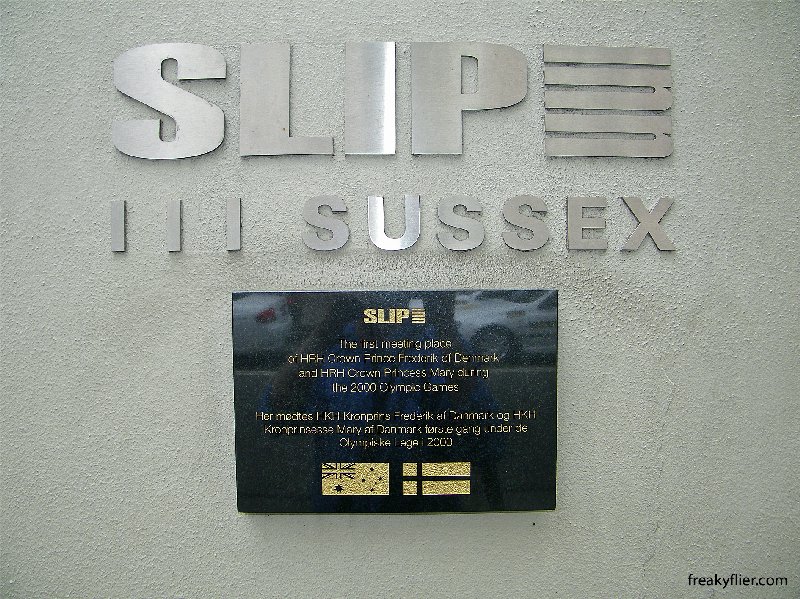 SLIP
111 SUSSEX
SLIP
The first meeting place
of HRH Crown Prince Frederik of Denmark
and HRH Crown Princess Mary during
the 2000 Olympic Games
Her mødtes HKH Kronprins Frederik af Danmark og HKH
Kronprinsesse Mary af Danmark første gang under de
Olympiske Lege i 2000
freakyflier.com